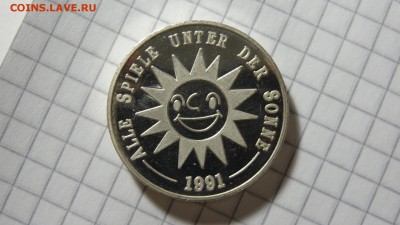 COINS.LAVE.RU
ALLE SPIELE UNTER DER SONNE
1991